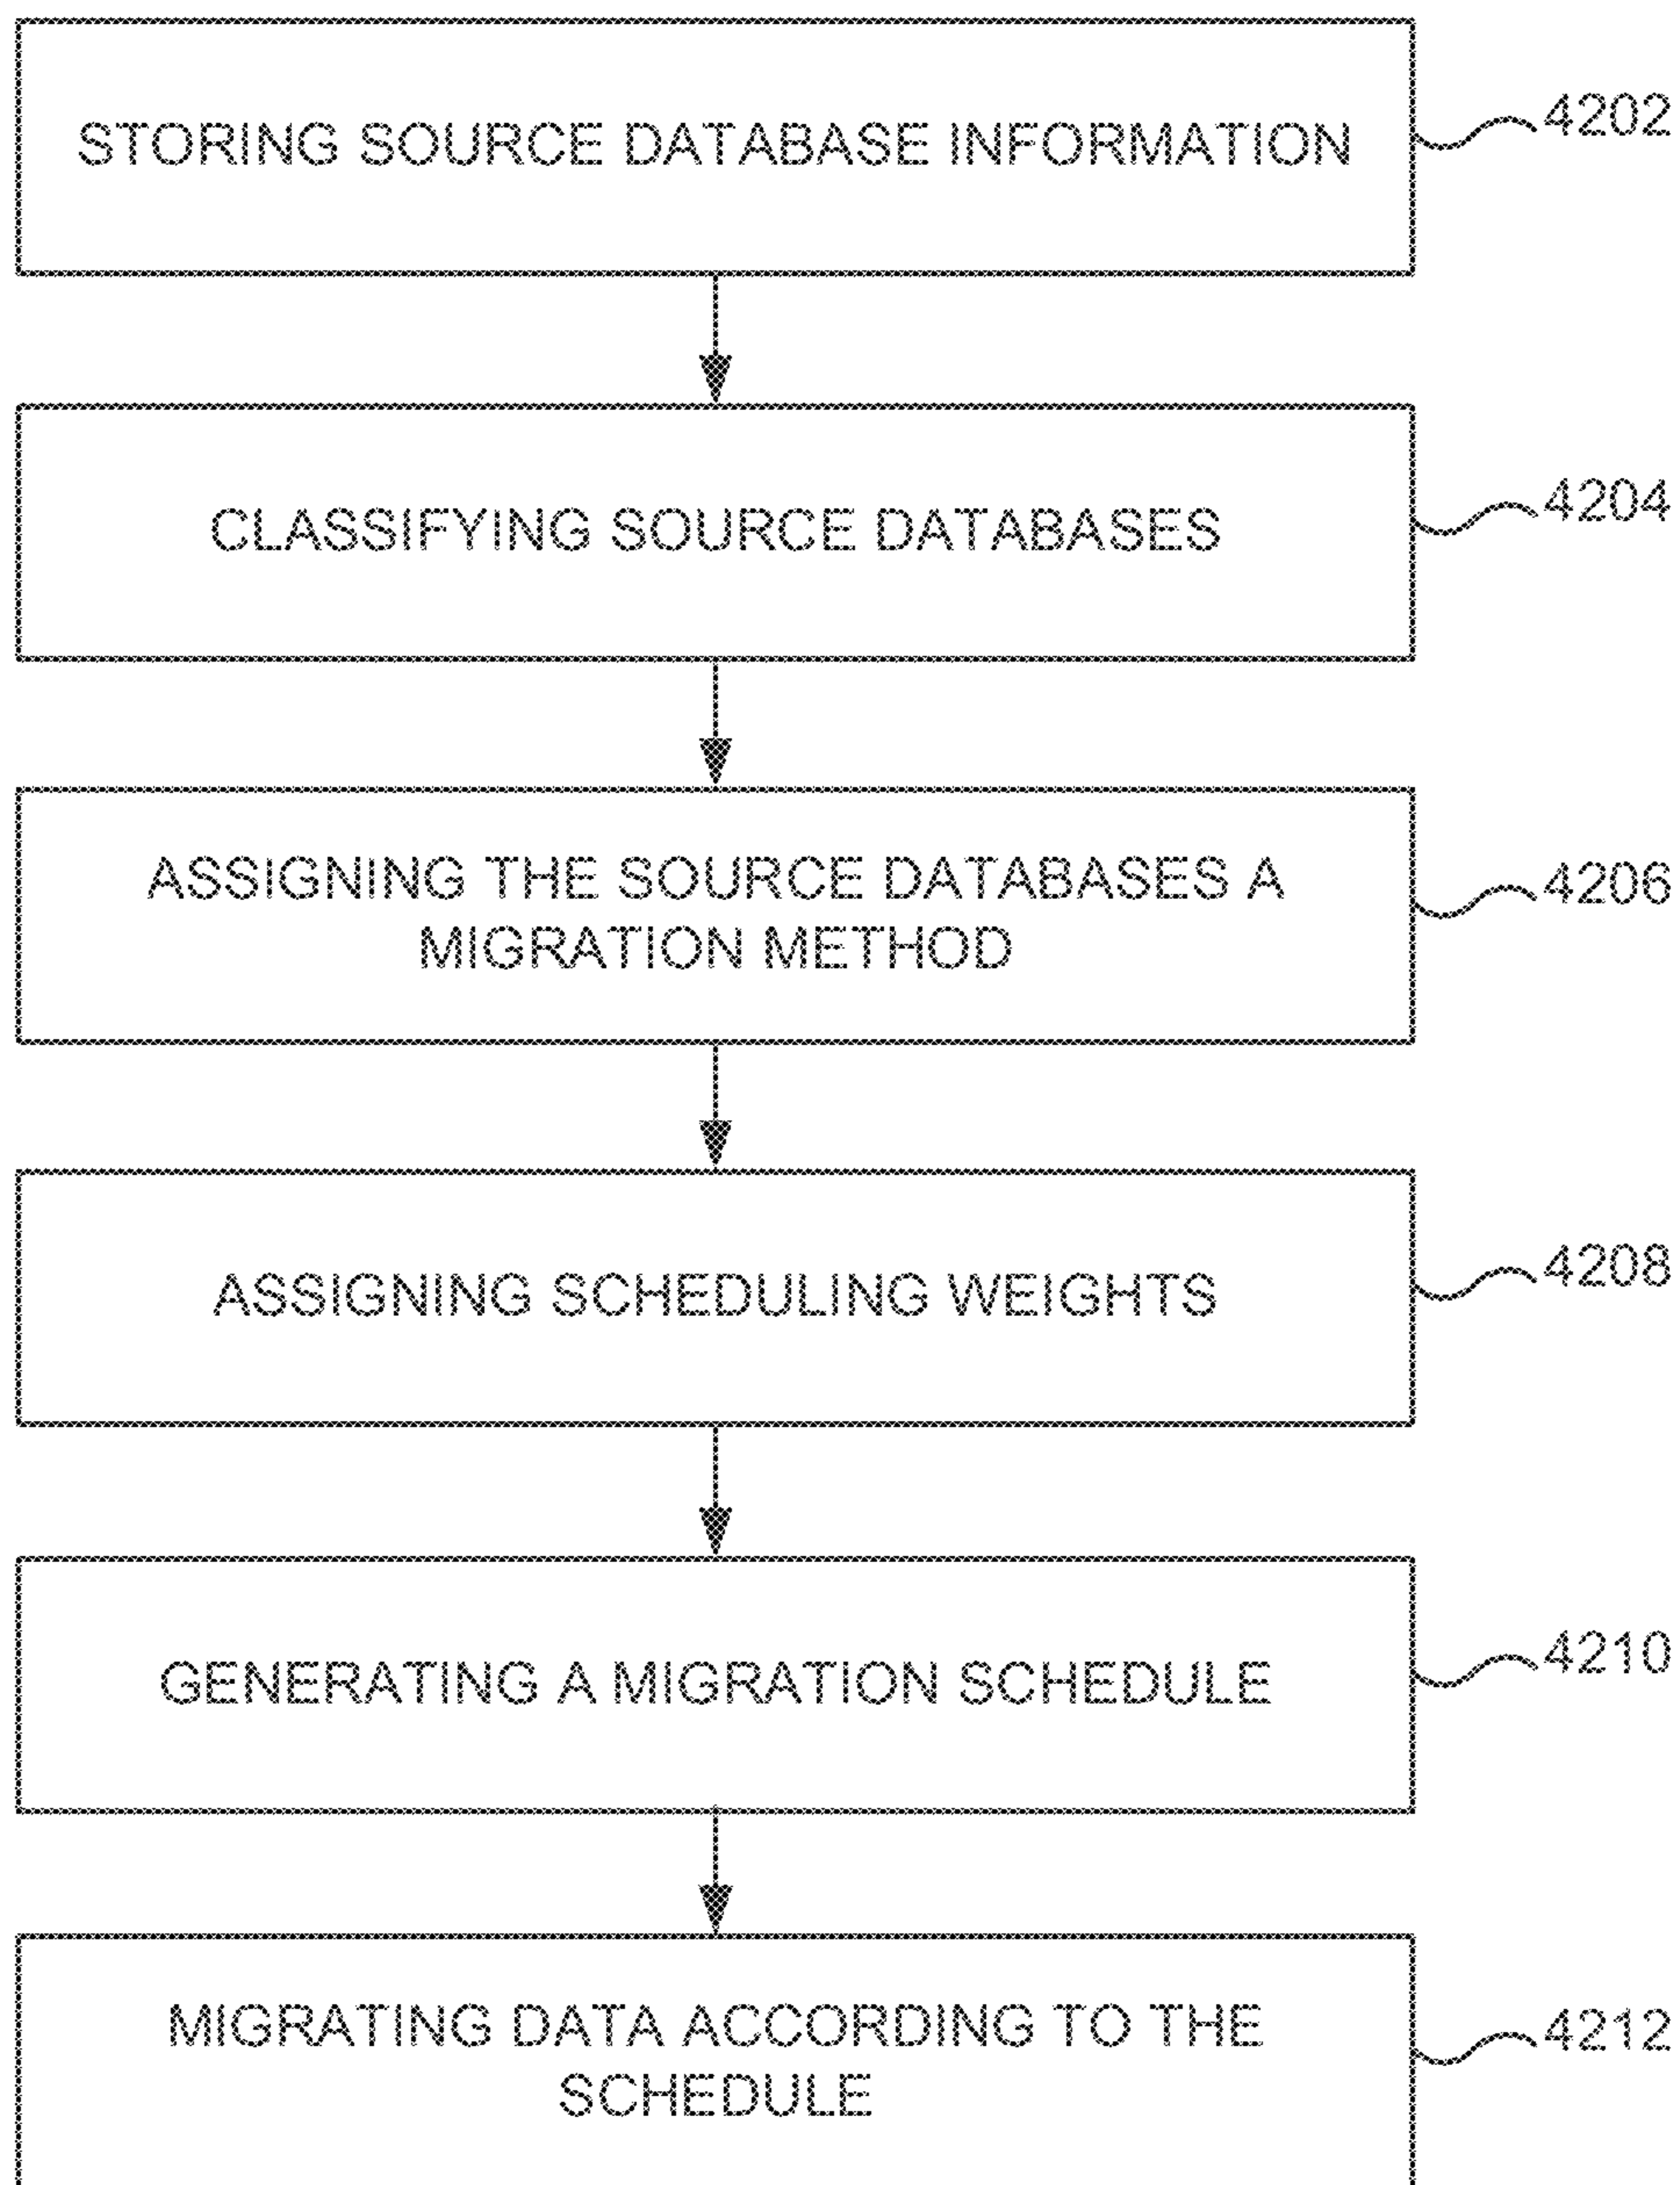 STORING SOURCE DATABASE INFORMATION
4202
CLASSIFYING SOURCE DATABASES
4204
ASSIGNING THE SOURCE DATABASES A
MIGRATION METHOD
4206
ASSIGNING SCHEDULING WEIGHTS
4208
GENERATING A MIGRATION SCHEDULE
4210
MIGRATING DATA ACCORDING TO THE
SCHEDULE
4212